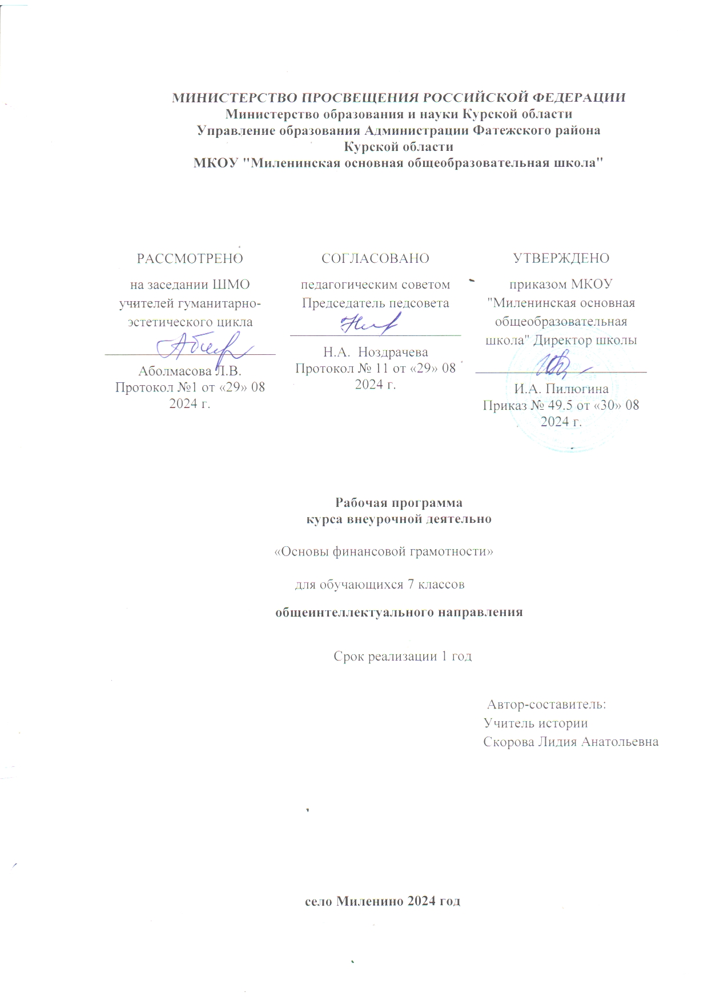 МИНИСТЕРСТВО ПРОСВЕЩЕНИЯ РОССИЙСКОЙ ФЕДЕРАЦИИ
Министерство образования и науки Курской области
Управление образования Администрации Фатежского района
Курской области
МКОУ "Миленинская основная общеобразовательная школа"
РАССМОТРЕНО
на заседании ШМО
учителей гуманитарно-
эстетического цикла
Аболмасова Л.В.
Протокол №1 от «29» 08
2024 г.
СОГЛАСОВАНО
педагогическим советом
Председатель педсовета
Н.А. Ноздрачева
Протокол № 11 от «29» 08
2024 г.
УТВЕРЖДЕНО
приказом МКОУ
"Миленинская основная
общеобразовательная
школа" Директор школы
И.А. Пилюгина
Приказ № 49.5 от «30» 08
2024 г.
Рабочая программа
курса внеурочной деятельно
«Основы финансовой грамотности»
для обучающихся 7 классов
общеинтеллектуального направления
Срок реализации 1 год
Автор-составитель:
Учитель истории
Скорова Лидия Анатольевна
село Миленино 2024 год